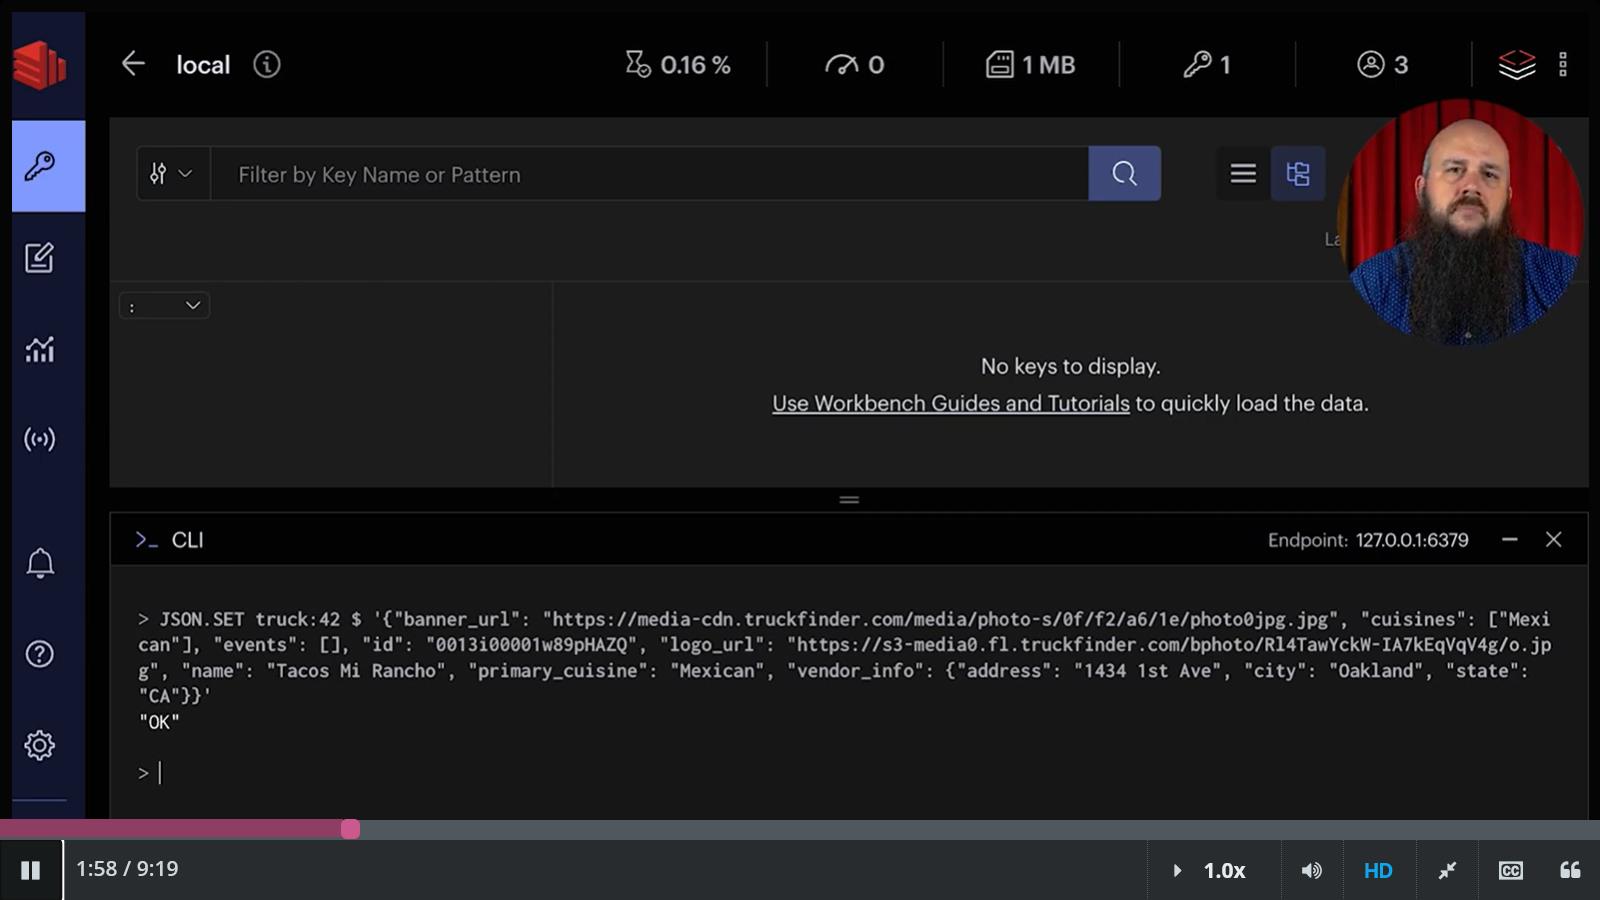 local
0.16 %
0
1 MB
1
3
Filter by Key Name or Pattern
La
:
No keys to display.
Use Workbench Guides and Tutorials to quickly load the data.
>_ CLI
Endpoint: 127.0.0.1:6379
> JSON.SET truck:42 $ '{"banner_url": "https://media-cdn.truckfinder.com/media/photo-s/0f/f2/a6/1e/photo0jpg.jpg", "cuisines": ["Mexi
can"], "events": [], "id": "0013i00001w89pHAZQ", "logo_url": "https://s3-media0.fl.truckfinder.com/bphoto/Rl4TawYckW-IA7kEqVqV4g/o.jp
g", "name": "Tacos Mi Rancho", "primary_cuisine": "Mexican", "vendor_info": {"address": "1434 1st Ave", "city": "Oakland", "state":
"CA"}}'
"OK"
>
1:58 / 9:19
1.0x
HD
CC